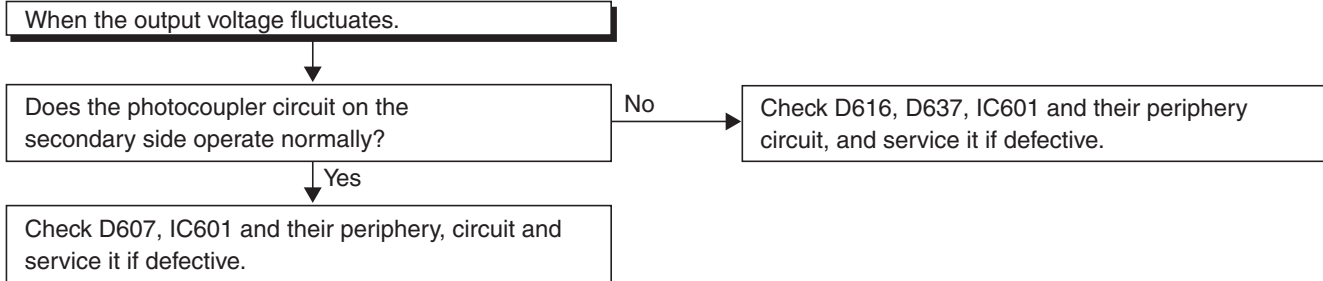 When the output voltage fluctuates.
Does the photocoupler circuit on the
secondary side operate normally?
No
Check D616, D637, IC601 and their periphery
circuit, and service it if defective.
Yes
Check D607, IC601 and their periphery, circuit and
service it if defective.